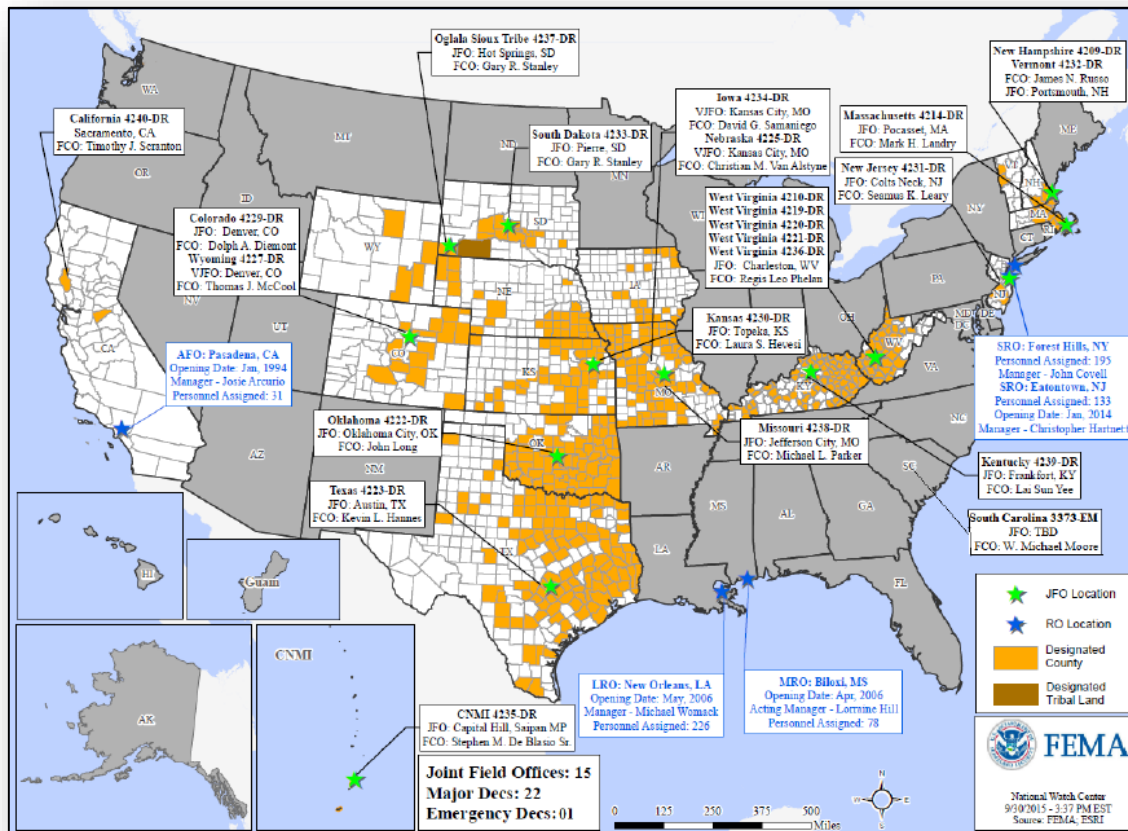 Oglala Sioux Tribe 4237-DR
JFO: Hot Springs, SD
FCO: Gary R. Stanley
New Hampshire 4209-DR
Vermont 4232-DR
FCO: James N. Russo
JFO: Portsmouth, NH
California 4240-DR
Sacramento, CA
FCO: Timothy J. Scranton
South Dakota 4233-DR
JFO: Pierre, SD
FCO: Gary R. Stanley
Iowa 4234-DR
VJFO: Kansas City, MO
FCO: David G. Samaniego
Nebraska 4225-DR
VJFO: Kansas City, MO
FCO: Christian M. Van Alstyne
Massachusetts 4214-DR
JFO: Pocasset, MA
FCO: Mark H. Landry
New Jersey 4231-DR
JFO: Colts Neck, NJ
FCO: Seamus K. Leary
Colorado 4229-DR
JFO: Denver, CO
FCO: Dolph A. Diemont
Wyoming 4227-DR
VJFO: Denver, CO
FCO: Thomas J. McCool
West Virginia 4210-DR
West Virginia 4219-DR
West Virginia 4220-DR
West Virginia 4221-DR
West Virginia 4236-DR
JFO: Charleston, WV
FCO: Regis Leo Phelan
Kansas 4230-DR
JFO: Topeka, KS
FCO: Laura S. Hevesi
AFO: Pasadena, CA
Opening Date: Jan, 1994
Manager - Josie Arcurio
Personnel Assigned: 31
SRO: Forest Hills, NY
Personnel Assigned: 195
Manager - John Covell
SRO: Eatontown, NJ
Personnel Assigned: 133
Opening Date: Jan, 2014
Manager - Christopher Hartnett
Oklahoma 4222-DR
JFO: Oklahoma City, OK
FCO: John Long
Missouri 4238-DR
JFO: Jefferson City, MO
FCO: Michael L. Parker
Kentucky 4239-DR
JFO: Frankfort, KY
FCO: Lai Sun Yee
Texas 4223-DR
JFO: Austin, TX
FCO: Kevin L. Hannes
South Carolina 3373-EM
JFO: TBD
FCO: W. Michael Moore
WA
MT
ND
MN
OR
ID
WY
SD
WI
NY
ME
VT
NH
MA
RI
CT
PA
NJ
MD
DE
DC
NV
UT
CO
NE
IA
OH
WV
VA
CA
KS
MO
KY
NC
AZ
NM
OK
AR
SC
TX
LA
MS
AL
GA
FL
HI
Guam
AK
CNMI
LRO: New Orleans, LA
Opening Date: May, 2006
Manager - Michael Womack
Personnel Assigned: 226
MRO: Biloxi, MS
Opening Date: Apr, 2006
Acting Manager - Lorraine Hill
Personnel Assigned: 78
CNMI 4235-DR
JFO: Capital Hill, Saipan MP
FCO: Stephen M. De Blasio Sr.
Joint Field Offices: 15
Major Decs: 22
Emergency Decs: 01
JFO Location
RO Location
Designated
County
Designated
Tribal Land
FEMA
National Watch Center
9/30/2015 - 3:37 PM EST
Source: FEMA; ESRI
N
W
E
S
0 125 250 375 500
Miles